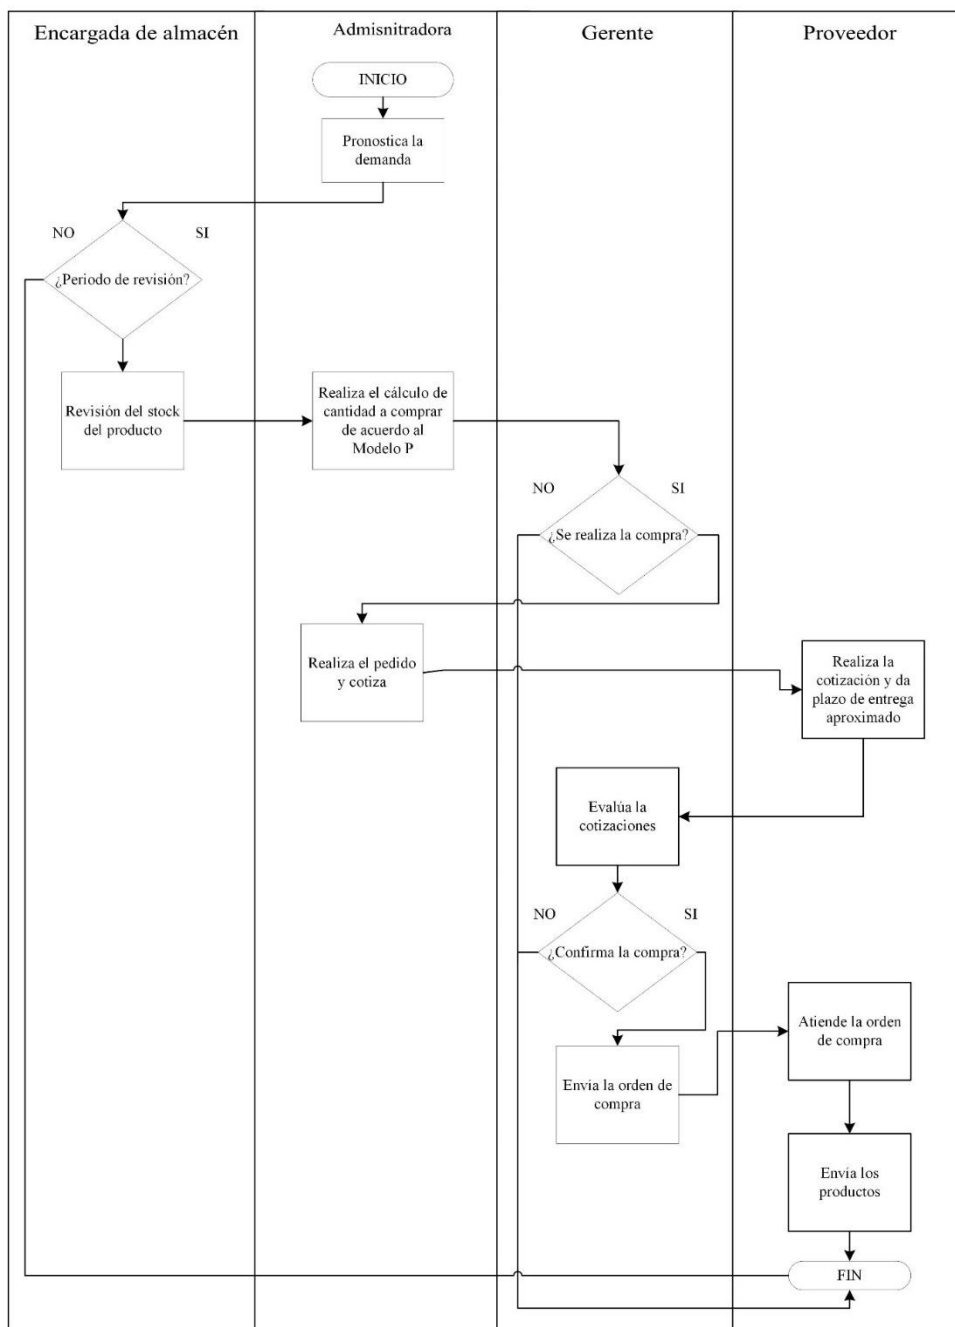 Encargada de almacén
Admisnitradora
Gerente
Proveedor
INICIO
Pronostica la
demanda
NO
SI
¿Periodo de revisión?
Revisión del stock
del producto
Realiza el cálculo de
cantidad a comprar
de acuerdo al
Modelo P
NO
SI
¿Se realiza la compra?
Realiza el pedido
y cotiza
Realiza la
cotización y da
plazo de entrega
aproximado
Evalúa la
cotizaciones
NO
SI
¿Confirma la compra?
Envía la orden de
compra
Atiende la orden
de compra
Envía los
productos
FIN